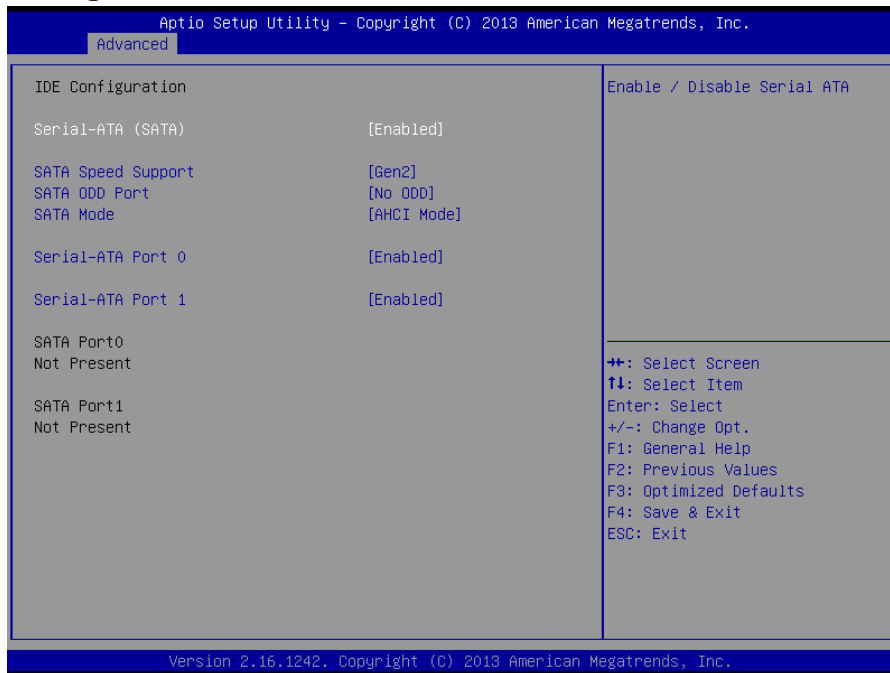 Aptio Setup Utility – Copyright (C) 2013 American Megatrends, Inc.
Advanced
IDE Configuration
Serial-ATA (SATA) [Enabled]
SATA Speed Support [Gen2]
SATA ODD Port [No ODD]
SATA Mode [AHCI Mode]
Serial-ATA Port 0 [Enabled]
Serial-ATA Port 1 [Enabled]
SATA Port0
Not Present
SATA Port1
Not Present
Enable / Disable Serial ATA
→←: Select Screen
↑↓: Select Item
Enter: Select
+/-: Change Opt.
F1: General Help
F2: Previous Values
F3: Optimized Defaults
F4: Save & Exit
ESC: Exit
Version 2.16.1242. Copyright (C) 2013 American Megatrends, Inc.